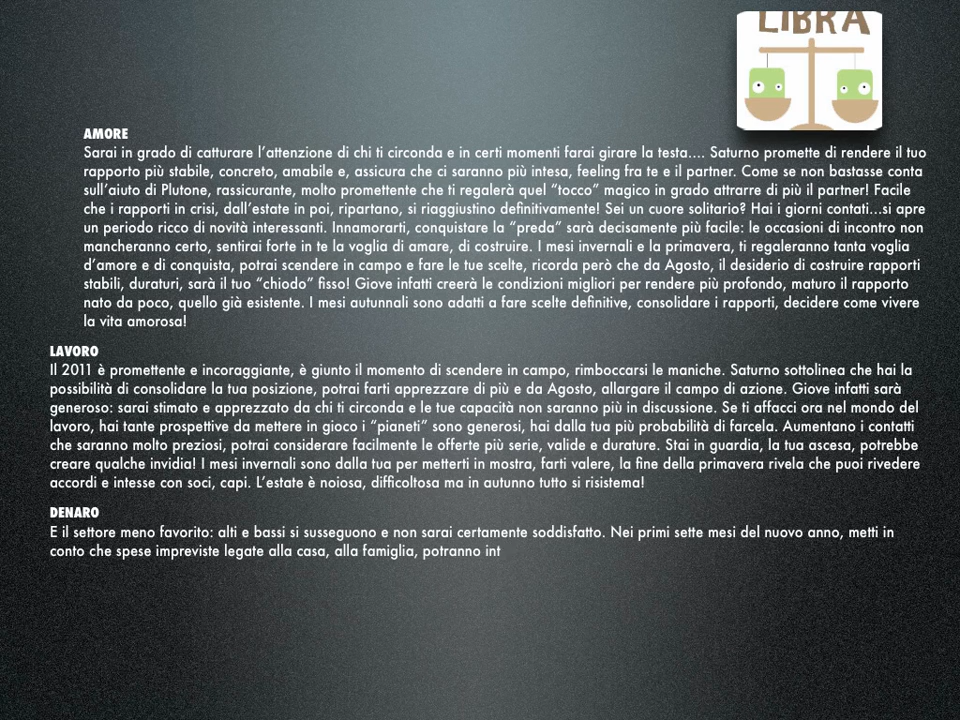 LIBRA
AMORE
Sarai in grado di catturare l'attenzione di chi ti circonda e in certi momenti farai girare la testa.... Saturno promette di rendere il tuo
rapporto più stabile, concreto, amabile e, assicura che ci saranno più intesa, feeling fra te e il partner. Come se non bastasse conta
sull'aiuto di Plutone, rassicurante, molto promettente che ti regalerà quel “tocco” magico in grado attrarre di più il partner! Facile
che i rapporti in crisi, dall'estate in poi, ripartano, si riaggiustino definitivamente! Sei un cuore solitario? Hai i giorni contati...si apre
un periodo ricco di novità interessanti. Innamorarti, conquistare la “preda” sarà decisamente più facile: le occasioni di incontro non
mancheranno certo, sentirai forte in te la voglia di amare, di costruire. I mesi invernali e la primavera, ti regaleranno tanta voglia
d'amore e di conquista, potrai scendere in campo e fare le tue scelte, ricorda però che da Agosto, il desiderio di costruire rapporti
stabili, duraturi, sarà il tuo “chiodo” fisso! Giove infatti creerà le condizioni migliori per rendere più profondo, maturo il rapporto
nato da poco, quello già esistente. I mesi autunnali sono adatti a fare scelte definitive, consolidare i rapporti, decidere come vivere
la vita amorosa!
LAVORO
Il 2011 è promettente e incoraggiante, è giunto il momento di scendere in campo, rimboccarsi le maniche. Saturno sottolinea che hai la
possibilità di consolidare la tua posizione, potrai farti apprezzare di più e da Agosto, allargare il campo di azione. Giove infatti sarà
generoso: sarai stimato e apprezzato da chi ti circonda e le tue capacità non saranno più in discussione. Se ti affacci ora nel mondo del
lavoro, hai tante prospettive da mettere in gioco i “pianeti” sono generosi, hai dalla tua più probabilità di farcela. Aumentano i contatti
che saranno molto preziosi, potrai considerare facilmente le offerte più serie, valide e durature. Stai in guardia, la tua ascesa, potrebbe
creare qualche invidia! I mesi invernali sono dalla tua per metterti in mostra, farti valere, la fine della primavera rivela che puoi rivedere
accordi e intesse con soci, capi. L'estate è noiosa, difficoltosa ma in autunno tutto si risistema!
DENARO
E il settore meno favorito: alti e bassi si susseguono e non sarai certamente soddisfatto. Nei primi sette mesi del nuovo anno, metti in
conto che spese impreviste legate alla casa, alla famiglia, potranno int